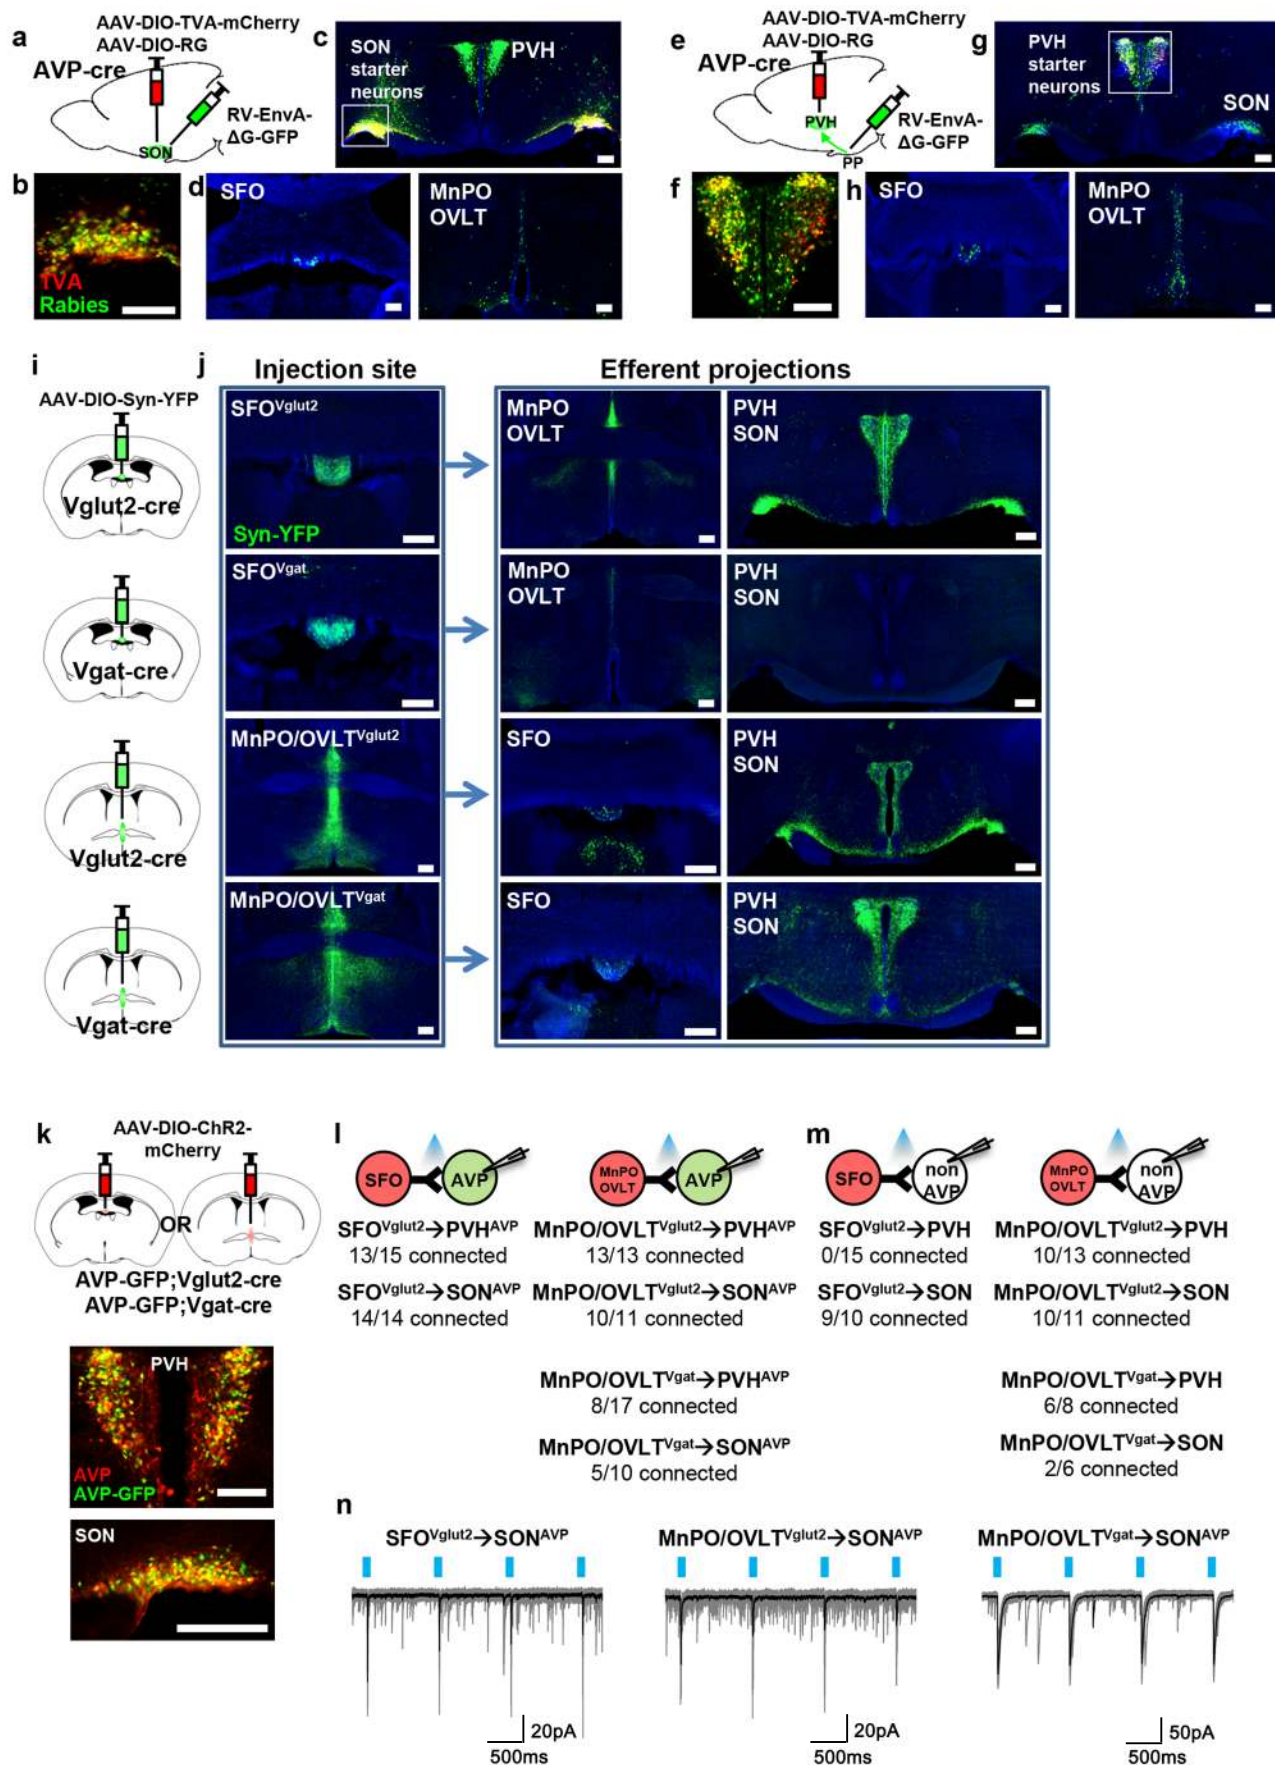 a
AAV-DIO-TVA-mCherry
AAV-DIO-RG
AVP-cre
RV-EnvA-
ΔG-GFP
SON
b
TVA
Rabies
c
SON
starter
neurons
PVH
d
SFO
MnPO
OVLT
e
AAV-DIO-TVA-mCherry
AAV-DIO-RG
AVP-cre
RV-EnvA-
ΔG-GFP
PVH
PP
f
g
PVH
starter
neurons
SON
h
SFO
MnPO
OVLT
i
AAV-DIO-Syn-YFP
Vglut2-cre
Vgat-cre
Vglut2-cre
Vgat-cre
j
Injection site
Efferent projections
SFOVglut2
Syn-YFP
MnPO
OVLT
PVH
SON
SFOVgat
MnPO
OVLT
PVH
SON
MnPO/OVLTVglut2
SFO
PVH
SON
MnPO/OVLTVgat
SFO
PVH
SON
k
AAV-DIO-ChR2-
mCherry
OR
AVP-GFP;Vglut2-cre
AVP-GFP;Vgat-cre
PVH
AVP
AVP-GFP
SON
l
SFO
AVP
MnPO
OVLT
AVP
SFOVglut2→PVHAVP
13/15 connected
MnPO/OVLTVglut2→PVHAVP
13/13 connected
SFOVglut2→SONAVP
14/14 connected
MnPO/OVLTVglut2→SONAVP
10/11 connected
MnPO/OVLTVgat→PVHAVP
8/17 connected
MnPO/OVLTVgat→SONAVP
5/10 connected
m
SFO
non
AVP
MnPO
OVLT
non
AVP
SFOVglut2→PVH
0/15 connected
MnPO/OVLTVglut2→PVH
10/13 connected
SFOVglut2→SON
9/10 connected
MnPO/OVLTVglut2→SON
10/11 connected
MnPO/OVLTVgat→PVH
6/8 connected
MnPO/OVLTVgat→SON
2/6 connected
n
SFOVglut2→SONAVP
20pA
500ms
MnPO/OVLTVglut2→SONAVP
20pA
500ms
MnPO/OVLTVgat→SONAVP
50pA
500ms